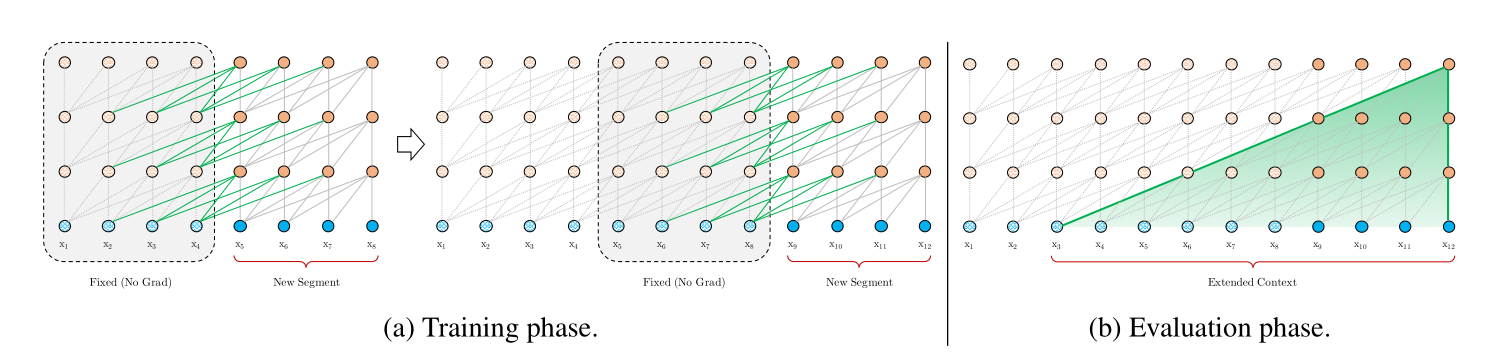 x1 x2 x3 x4 x5 x6 x7 x8
Fixed (No Grad) New Segment
x1 x2 x3 x4 x5 x6 x7 x8 x9 x10 x11 x12
Fixed (No Grad) New Segment
(a) Training phase.
x1 x2 x3 x4 x5 x6 x7 x8 x9 x10 x11 x12
Extended Context
(b) Evaluation phase.